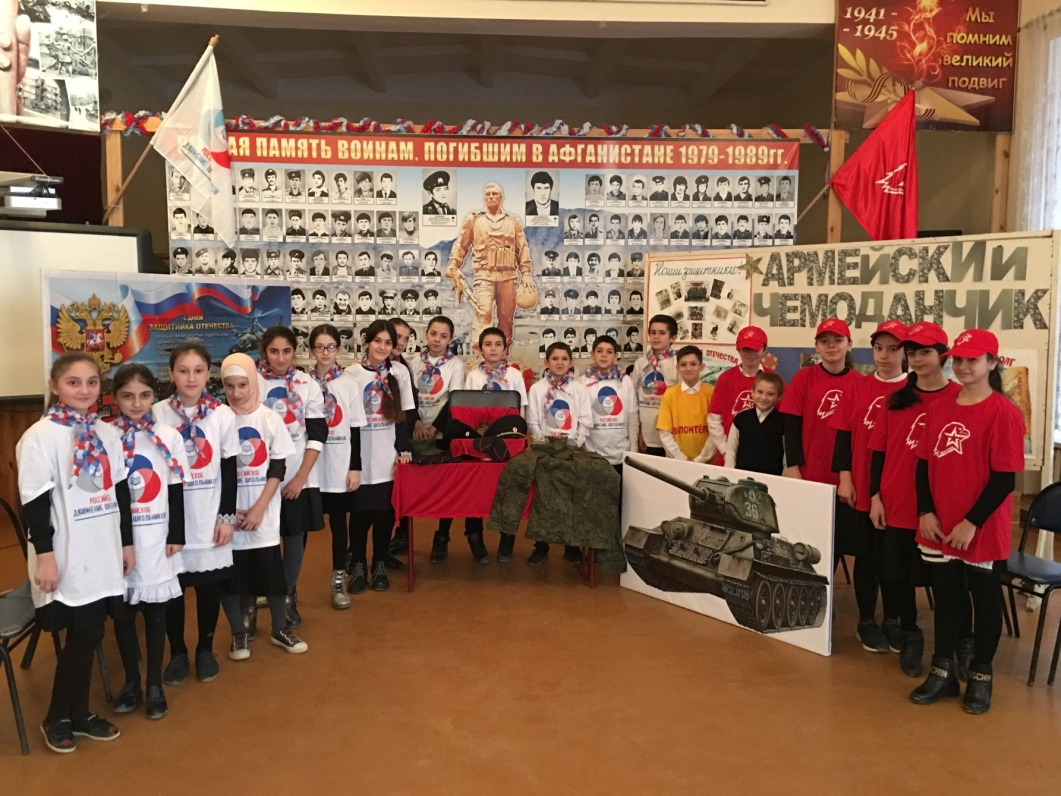 1941 -
- 1945
Мы
помним
великий
подвиг
АЯ ПАМЯТЬ ВОИНАМ, ПОГИБШИМ В АФГАНИСТАНЕ 1979-1989гг.
С ДНЕМ
ЗАЩИТНИКА ОТЕЧЕСТВА
Наши защитники
АРМЕЙСКИЙ
ЧЕМОДАНЧИК
ОТЕЧЕСТВА
РОССИЙСКОЕ
ДВИЖЕНИЕ ШКОЛЬНИКОВ
ВОЛОНТЕР
36